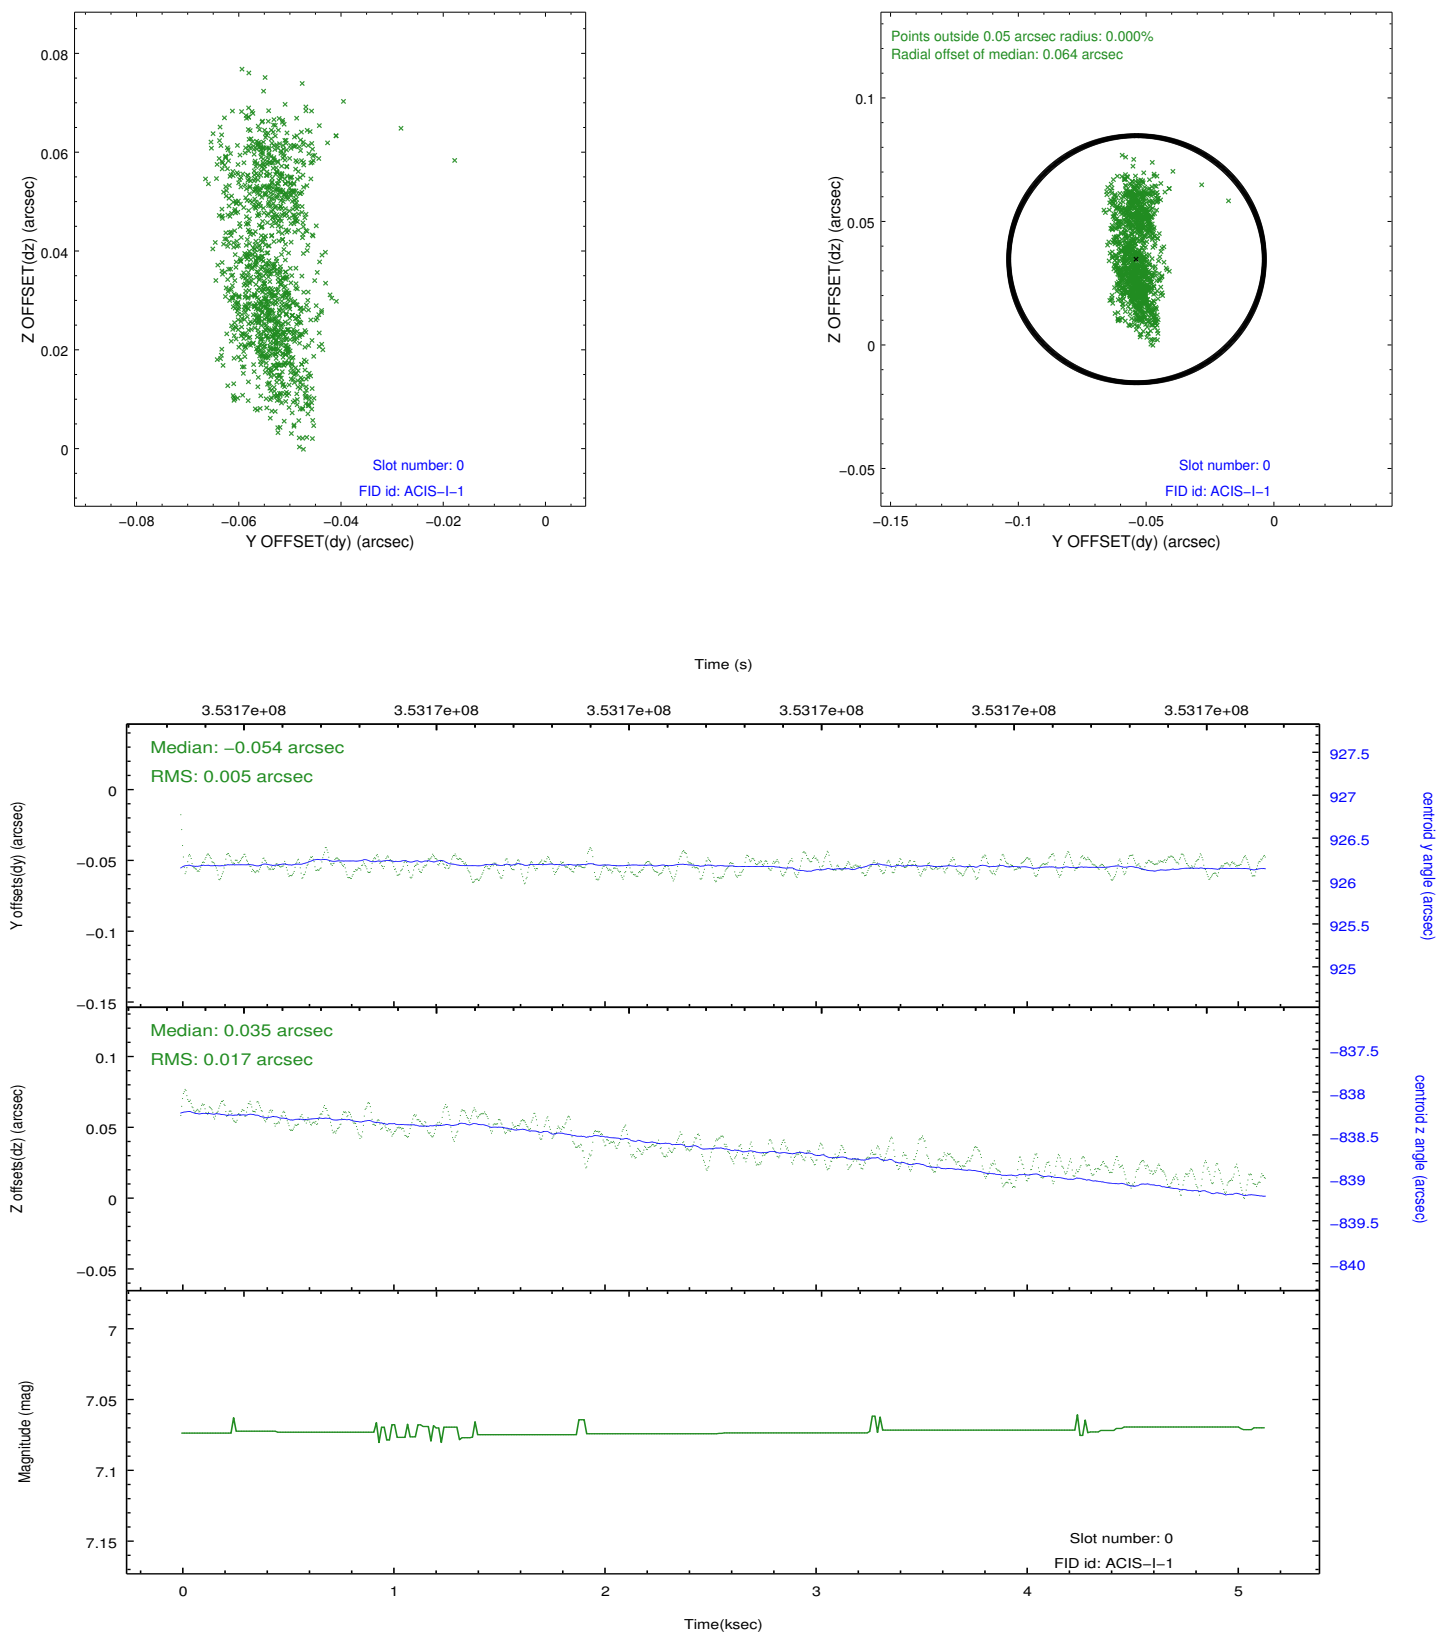 0.08
0.06
0.04
0.02
0
Z OFFSET(dz) (arcsec)
Slot number: 0
FID id: ACIS−I−1
−0.08
−0.06
−0.04
−0.02
0
Y OFFSET(dy) (arcsec)
Points outside 0.05 arcsec radius: 0.000%
Radial offset of median: 0.064 arcsec
0.1
0.05
0
−0.05
Z OFFSET(dz) (arcsec)
Slot number: 0
FID id: ACIS−I−1
−0.15
−0.1
−0.05
0
Y OFFSET(dy) (arcsec)
Time (s)
3.5317e+08
3.5317e+08
3.5317e+08
3.5317e+08
3.5317e+08
3.5317e+08
Median: −0.054 arcsec
RMS: 0.005 arcsec
0
−0.05
−0.1
−0.15
Y offsets(dy) (arcsec)
927.5
927
926.5
926
925.5
925
centroid y angle (arcsec)
Median: 0.035 arcsec
RMS: 0.017 arcsec
0.1
0.05
0
−0.05
Z offsets(dz) (arcsec)
−837.5
−838
−838.5
−839
−839.5
−840
centroid z angle (arcsec)
7
7.05
7.1
7.15
Magnitude (mag)
Slot number: 0
FID id: ACIS−I−1
0
1
2
3
4
5
Time(ksec)